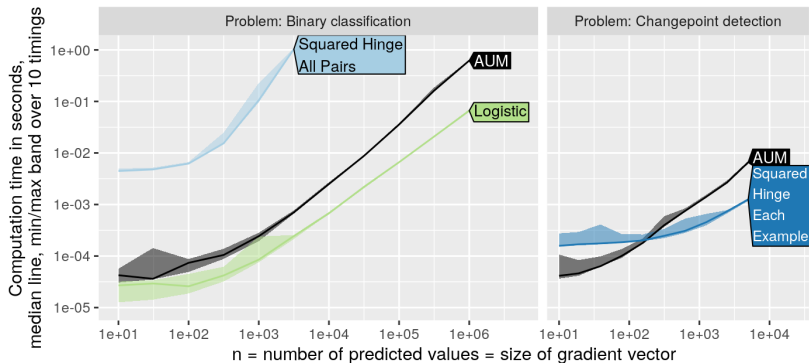 Problem: Binary classification
Problem: Changepoint detection
Computation time in seconds,
median line, min/max band over 10 timings
1e+00
1e-01
1e-02
1e-03
1e-04
1e-05
Squared Hinge
All Pairs
AUM
Logistic
AUM
Squared
Hinge
Each
Example
1e+01
1e+02
1e+03
1e+04
1e+05
1e+06
1e+01
1e+02
1e+03
1e+04
n = number of predicted values = size of gradient vector